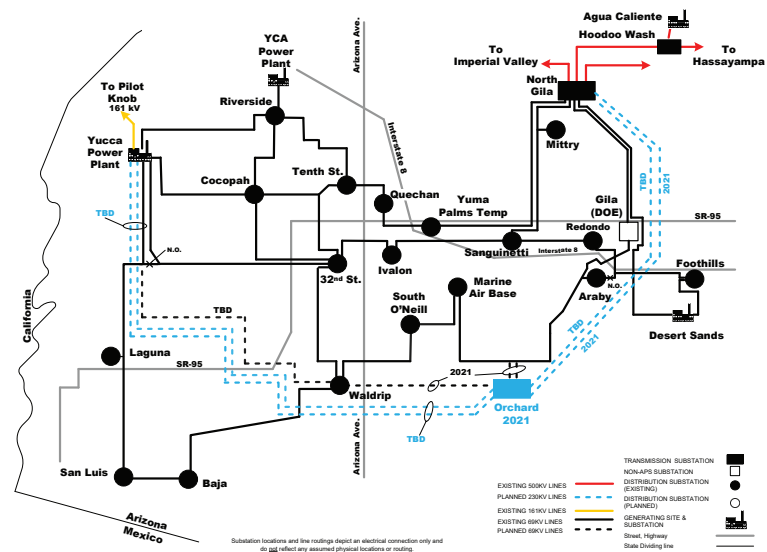 Agua Caliente
Hoodoo Wash
To
Imperial Valley
To
Hassayampa
North
Gila
YCA
Power
Plant
Arizona Ave.
To Pilot
Knob
161 kV
Riverside
Interstate 8
Mittry
Yucca
Power
Plant
Tenth St.
Cocopah
Quechan
Yuma
Palms Temp
Gila
(DOE)
TBD
2021
SR-95
TBD
N.O.
Redondo
Sanguinetti
Interstate 8
Foothills
Ivalon
32nd St.
Marine
Air Base
South
O'Neill
Araby
N.O.
Desert Sands
California
TBD
TBD
2021
Laguna
SR-95
2021
Waldrip
Orchard
2021
TBD
Arizona Ave.
San Luis
Baja
Arizona
Mexico
Substation locations and line routings depict an electrical connection only and
do not reflect any assumed physical locations or routing.
EXISTING 500KV LINES
PLANNED 230KV LINES
EXISTING 161KV LINES
EXISTING 69KV LINES
PLANNED 69KV LINES
TRANSMISSION SUBSTATION
NON-APS SUBSTATION
DISTRIBUTION SUBSTATION
(EXISTING)
DISTRIBUTION SUBSTATION
(PLANNED)
GENERATING SITE &
SUBSTATION
Street, Highway
State Dividing line